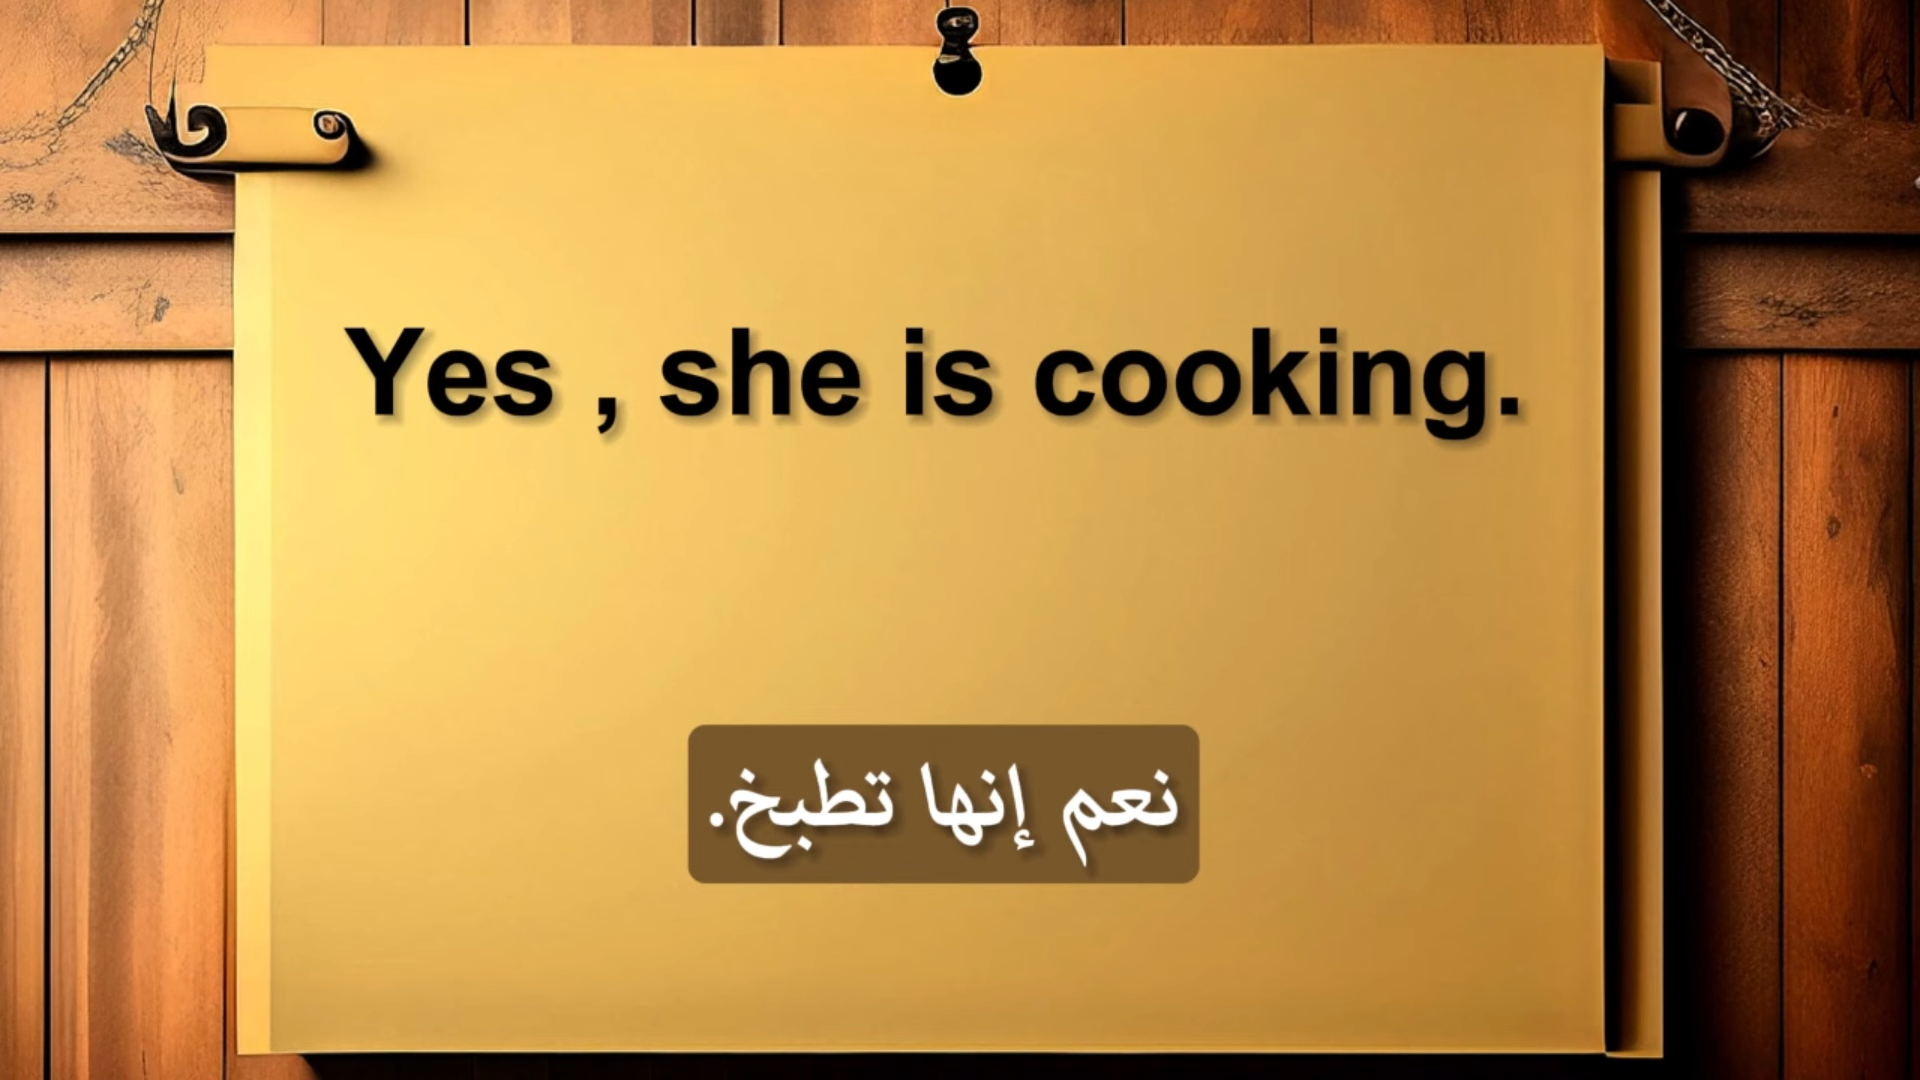 Yes , she is cooking.
نعم إنها تطبخ.